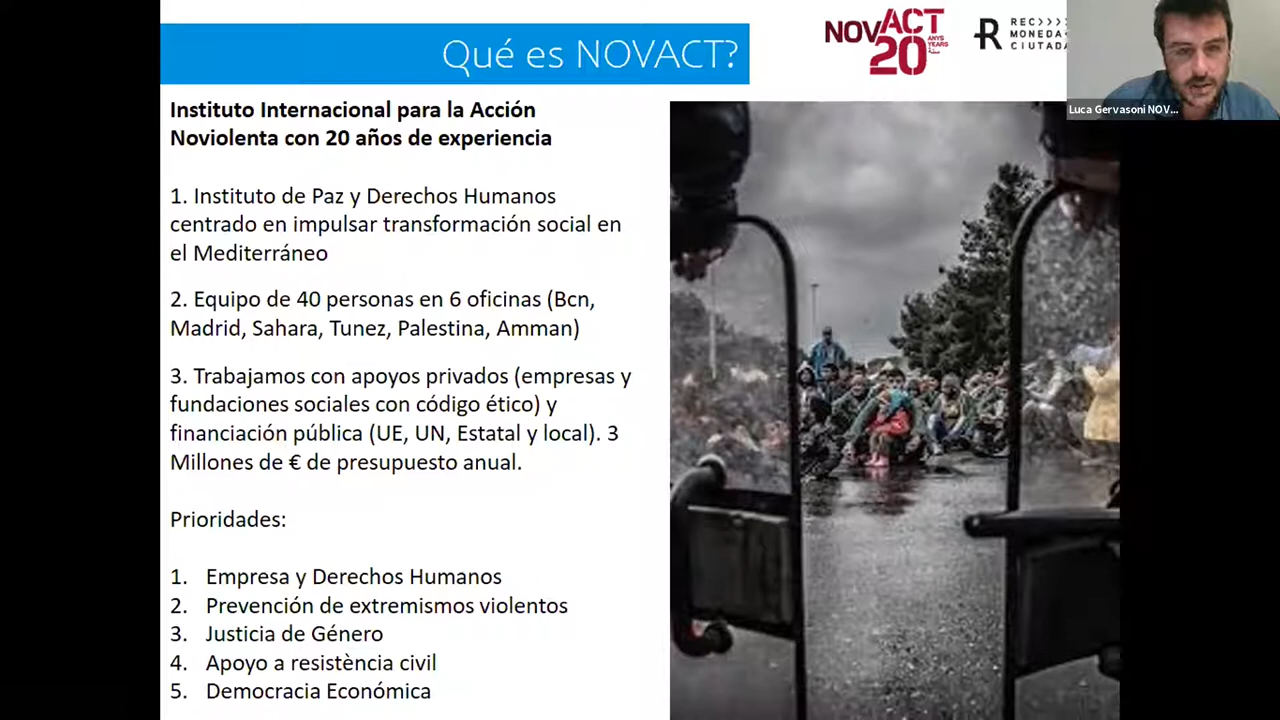 Qué es NOVACT?
NOVACT
20
ANYS
YEARS
REC>>>>
MONEDA
CIUTADA
Luca Gervasoni NOV...
Instituto Internacional para la Acción
Noviolenta con 20 años de experiencia
1. Instituto de Paz y Derechos Humanos
centrado en impulsar transformación social en
el Mediterráneo
2. Equipo de 40 personas en 6 oficinas (Bcn,
Madrid, Sahara, Tunez, Palestina, Amman)
3. Trabajamos con apoyos privados (empresas y
fundaciones sociales con código ético) y
financiación pública (UE, UN, Estatal y local). 3
Millones de € de presupuesto anual.
Prioridades:
1. Empresa y Derechos Humanos
2. Prevención de extremismos violentos
3. Justicia de Género
4. Apoyo a resistència civil
5. Democracia Económica